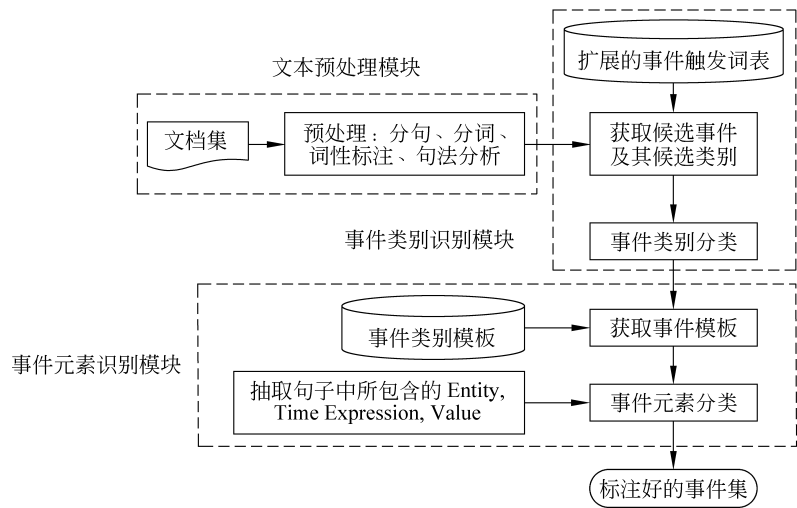 扩展的事件触发词表
文本预处理模块
文档集
预处理：分句、分词、
词性标注、句法分析
获取候选事件
及其候选类别
事件类别识别模块
事件类别分类
事件类别模板
获取事件模板
事件元素识别模块
抽取句子中所包含的 Entity,
Time Expression, Value
事件元素分类
标注好的事件集